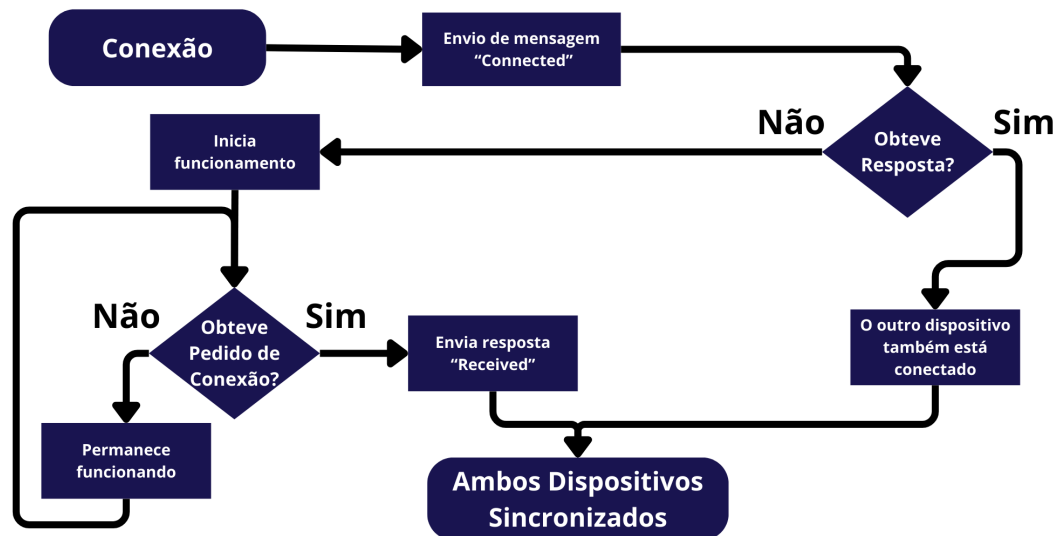 Conexão
Envio de mensagem
“Connected”
Obteve
Resposta?
Não
Sim
Inicia
funcionamento
Obteve
Pedido de
Conexão?
Não
Sim
Permanece
funcionando
Envia resposta
“Received”
O outro dispositivo
também está
conectado
Ambos Dispositivos
Sincronizados